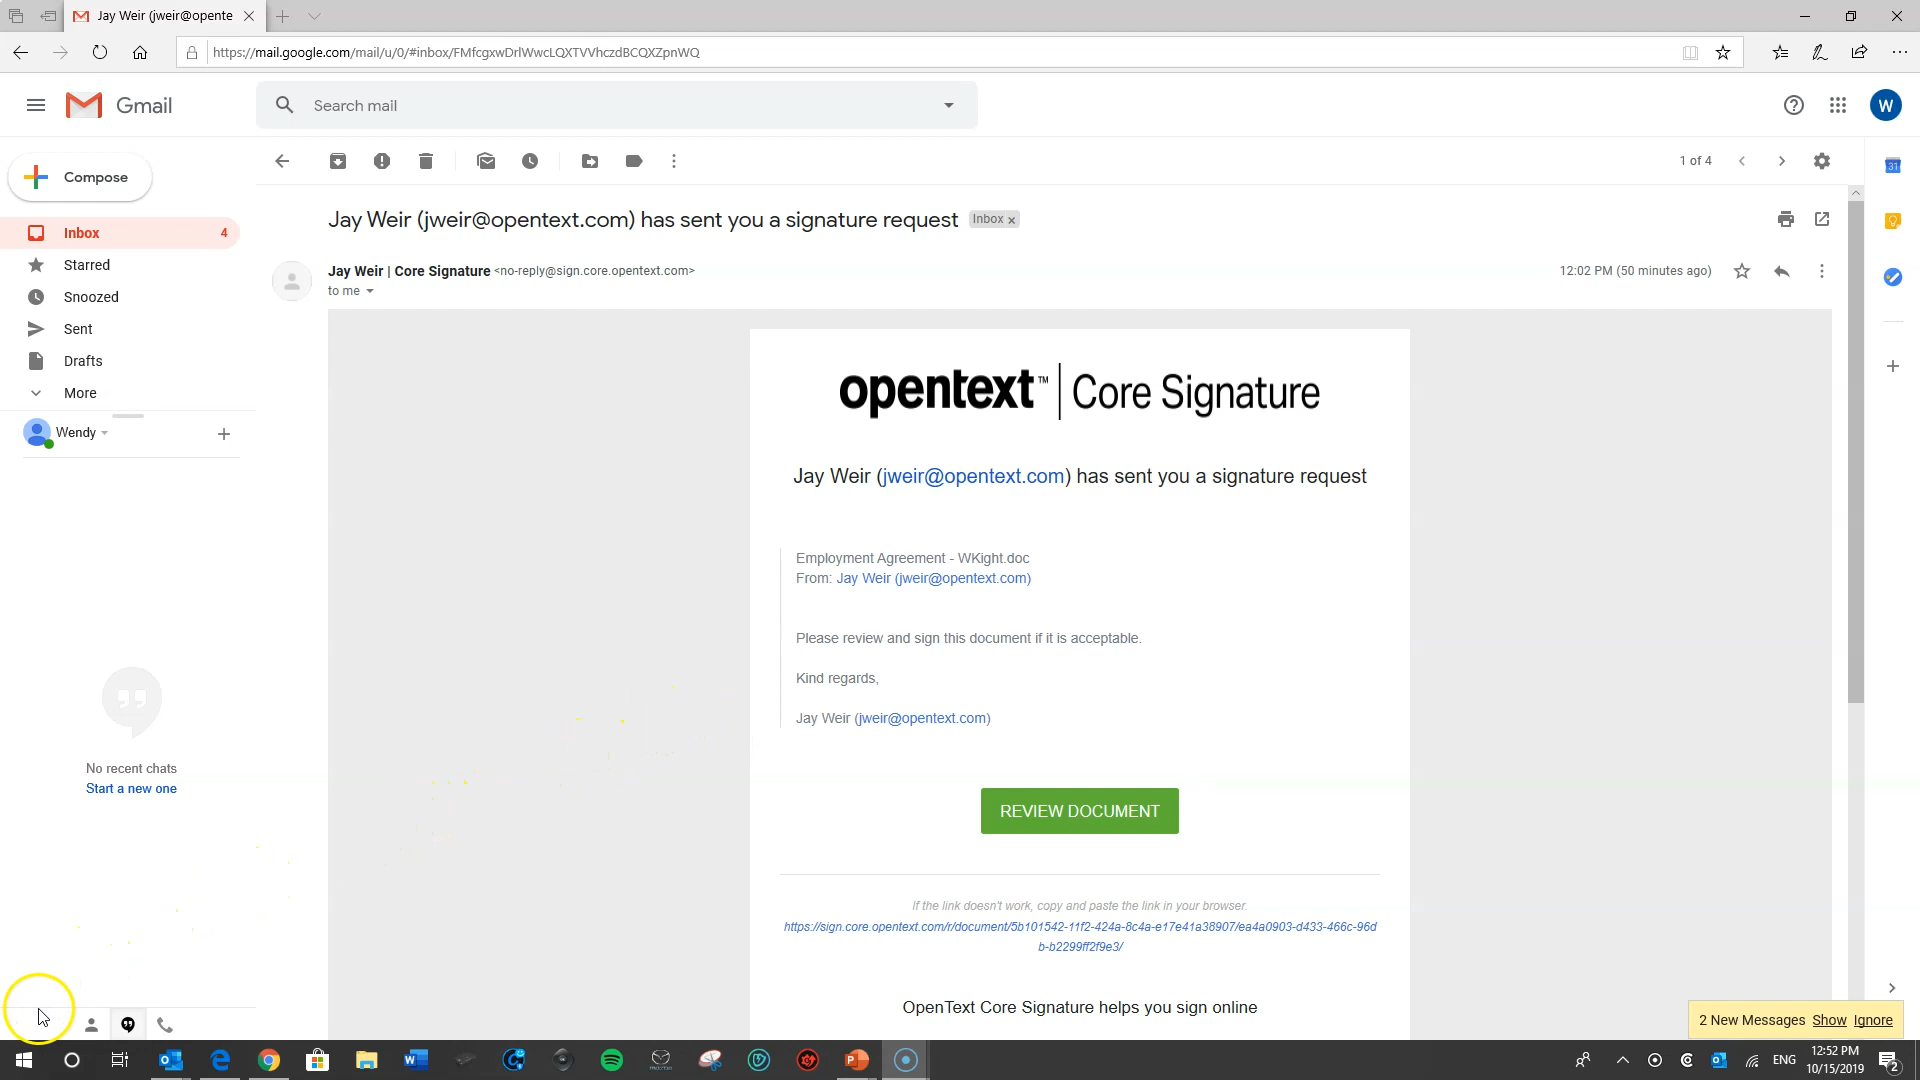 Jay Weir (jweir@opente
https://mail.google.com/mail/u/0/#inbox/FMfcgxwDrlWwcLQXTVVhczdBCQXZpnWQ
Gmail
Search mail
W
Compose
1 of 4
31
Inbox 4
Starred
Snoozed
Sent
Drafts
More
Wendy
No recent chats
Start a new one
Jay Weir (jweir@opentext.com) has sent you a signature request Inbox x
Jay Weir | Core Signature <no-reply@sign.core.opentext.com>
12:02 PM (50 minutes ago)
to me
opentext™ | Core Signature
Jay Weir (jweir@opentext.com) has sent you a signature request
Employment Agreement - WKight.doc
From: Jay Weir (jweir@opentext.com)
Please review and sign this document if it is acceptable.
Kind regards,
Jay Weir (jweir@opentext.com)
REVIEW DOCUMENT
If the link doesn't work, copy and paste the link in your browser.
https://sign.core.opentext.com/r/document/5b101542-11f2-424a-8c4a-e17e41a38907/ea4a0903-d433-466c-96d
b-b2299ff2f9e3/
OpenText Core Signature helps you sign online
2 New Messages Show Ignore
ENG
12:52 PM
10/15/2019
2